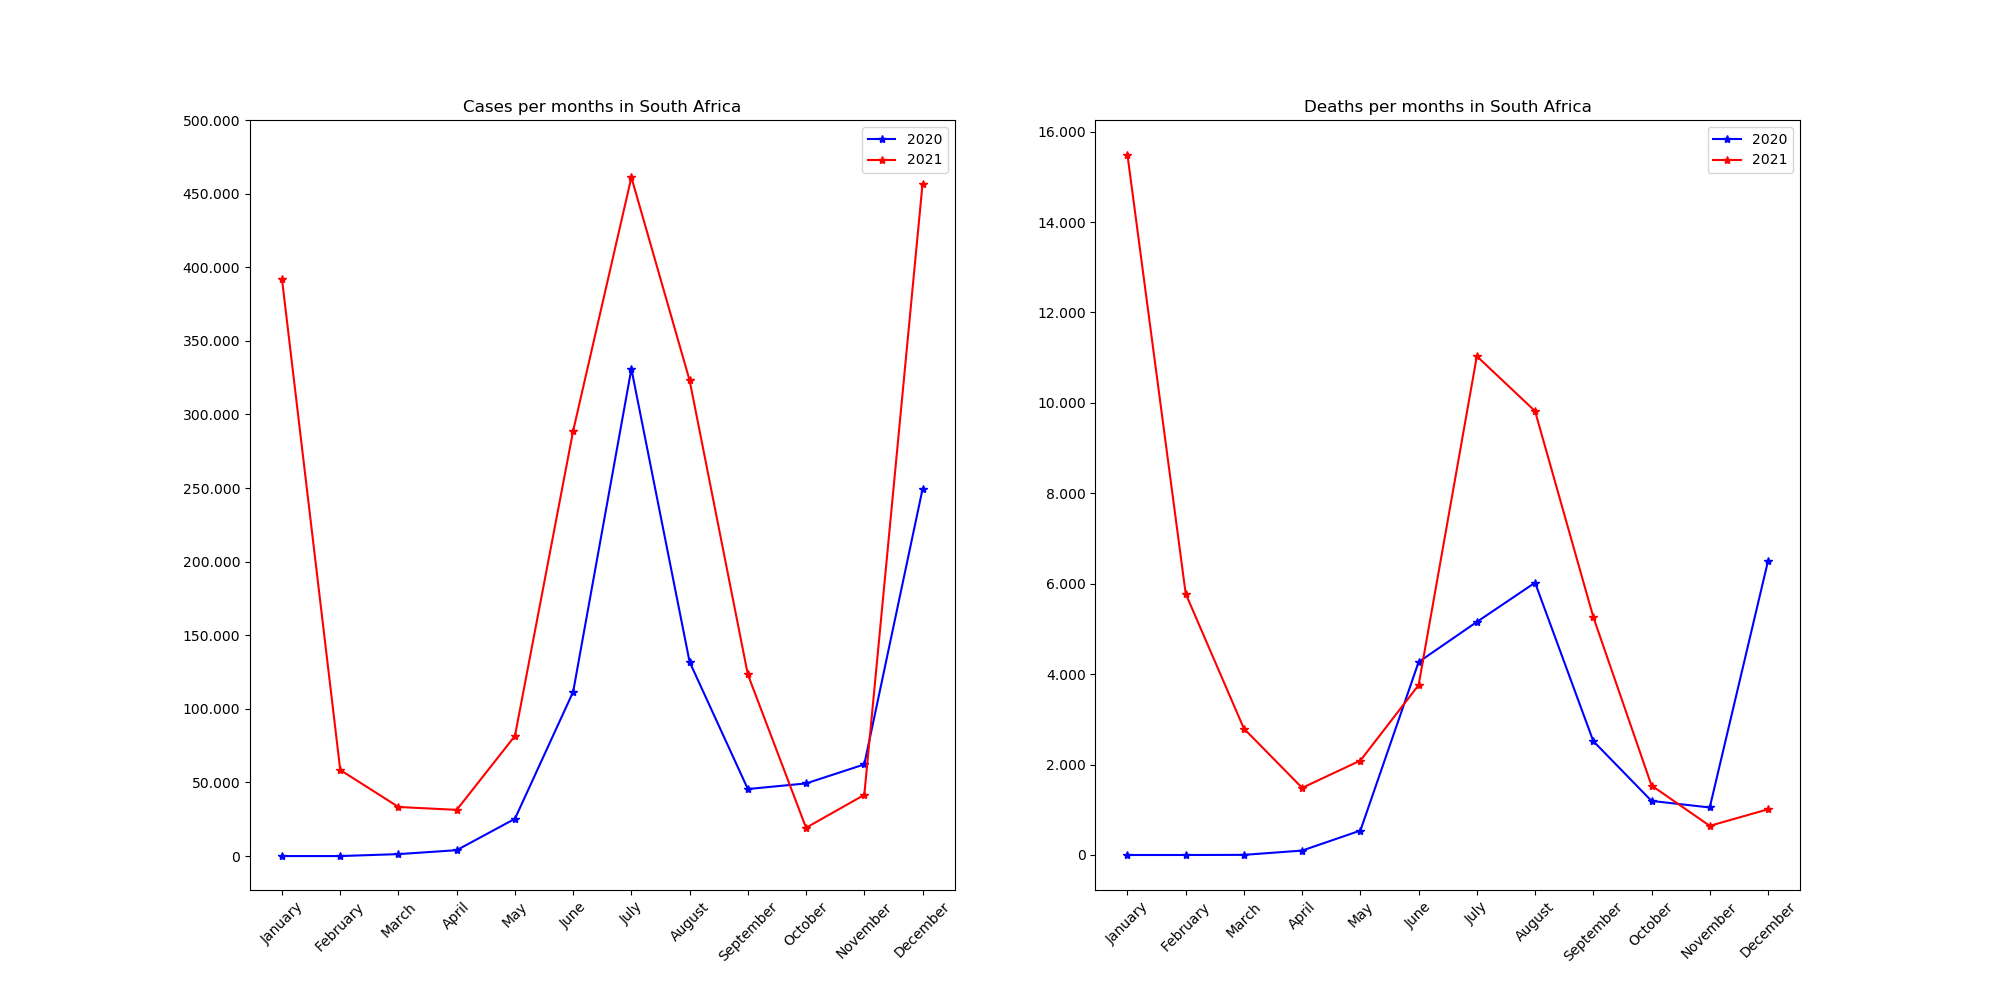 Cases per months in South Africa
500.000
450.000
400.000
350.000
300.000
250.000
200.000
150.000
100.000
50.000
0
2020
2021
January
February
March
April
May
June
July
August
September
October
November
December
Deaths per months in South Africa
16.000
14.000
12.000
10.000
8.000
6.000
4.000
2.000
0
2020
2021
January
February
March
April
May
June
July
August
September
October
November
December